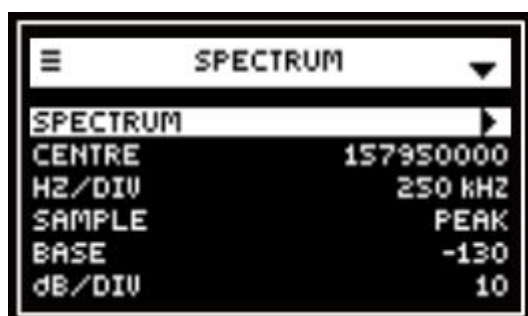 SPECTRUM
SPECTRUM
CENTRE 157950000
HZ/DIV 250 kHZ
SAMPLE PEAK
BASE -130
dB/DIV 10